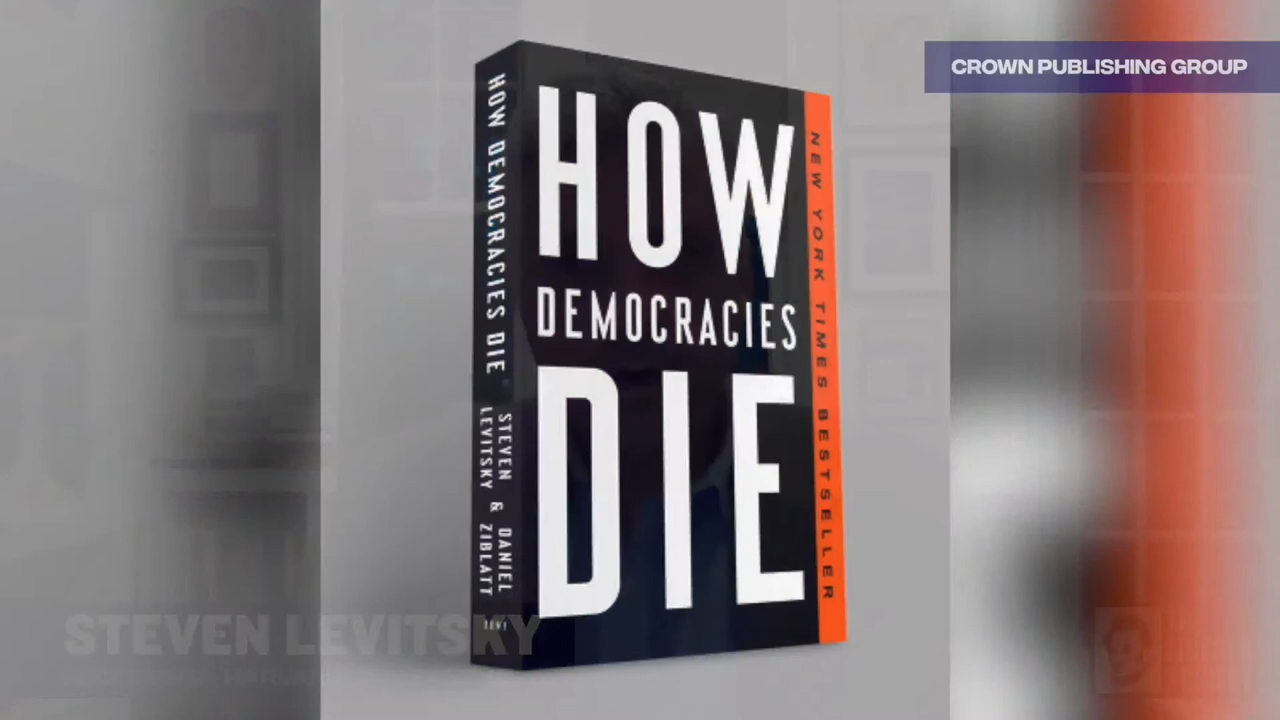 CROWN PUBLISHING GROUP
HOW DEMOCRACIES DIE
STEVEN LEVITSKY & DANIEL ZIBLATT
HOW
DEMOCRACIES
DIE
NEW YORK TIMES BESTSELLER
STEVEN LEVITSKY